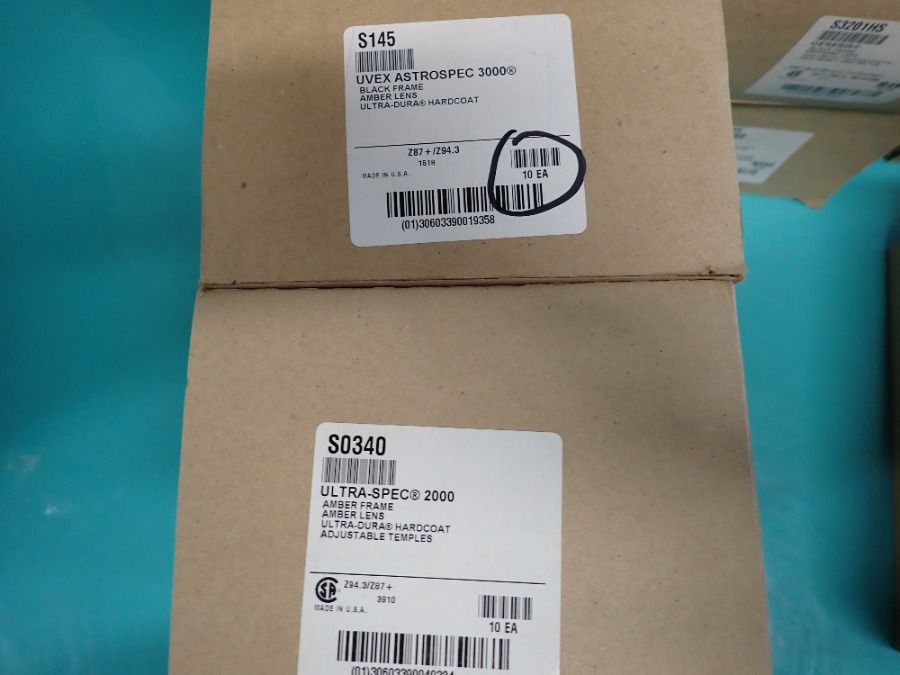 S145
UVEX ASTROSPEC 3000®
BLACK FRAME
AMBER LENS
ULTRA-DURA® HARDCOAT
Z87+/Z94.3
1518
MADE IN U.S.A.
10 EA
(01)30603390019358
S3201HS
S0340
ULTRA-SPEC® 2000
AMBER FRAME
AMBER LENS
ULTRA-DURA® HARDCOAT
ADJUSTABLE TEMPLES
Z94.3/Z87+
3910
MADE IN U.S.A.
10 EA